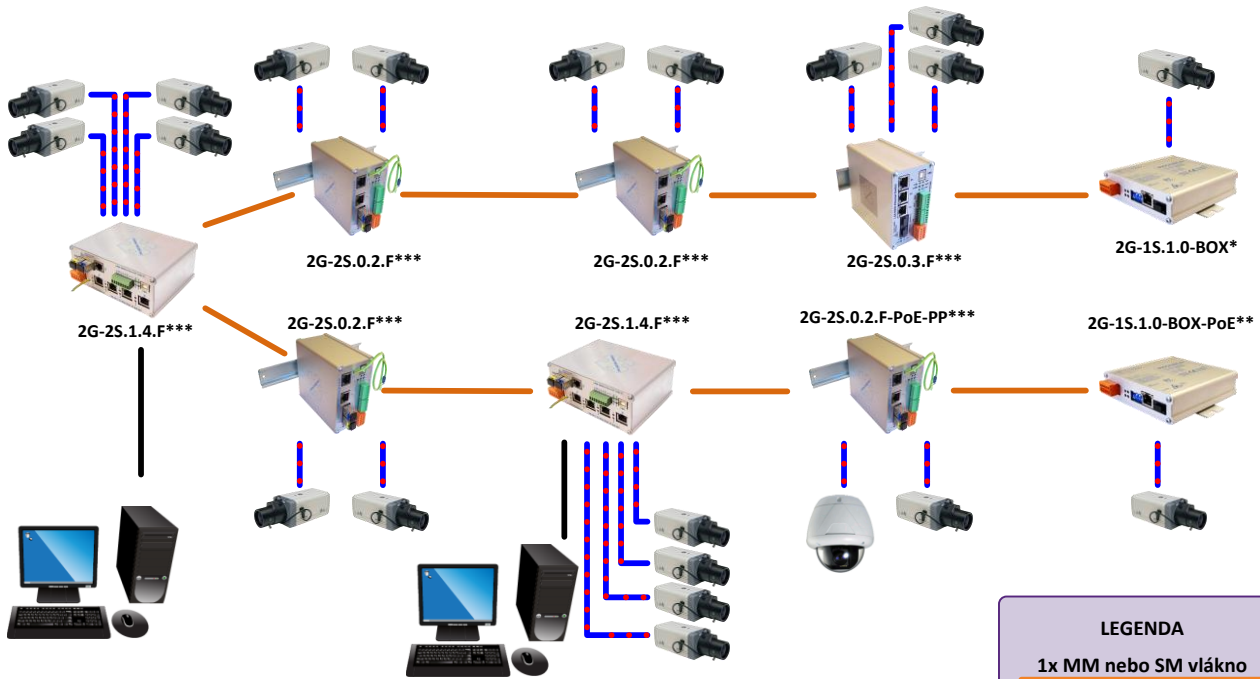 2G-2S.0.2.F***
2G-2S.0.2.F***
2G-2S.0.3.F***
2G-1S.1.0-BOX*
2G-2S.1.4.F***
2G-2S.0.2.F***
2G-2S.1.4.F***
2G-2S.0.2.F-PoE-PP***
2G-1S.1.0-BOX-PoE**
LEGENDA
1x MM nebo SM vlákno